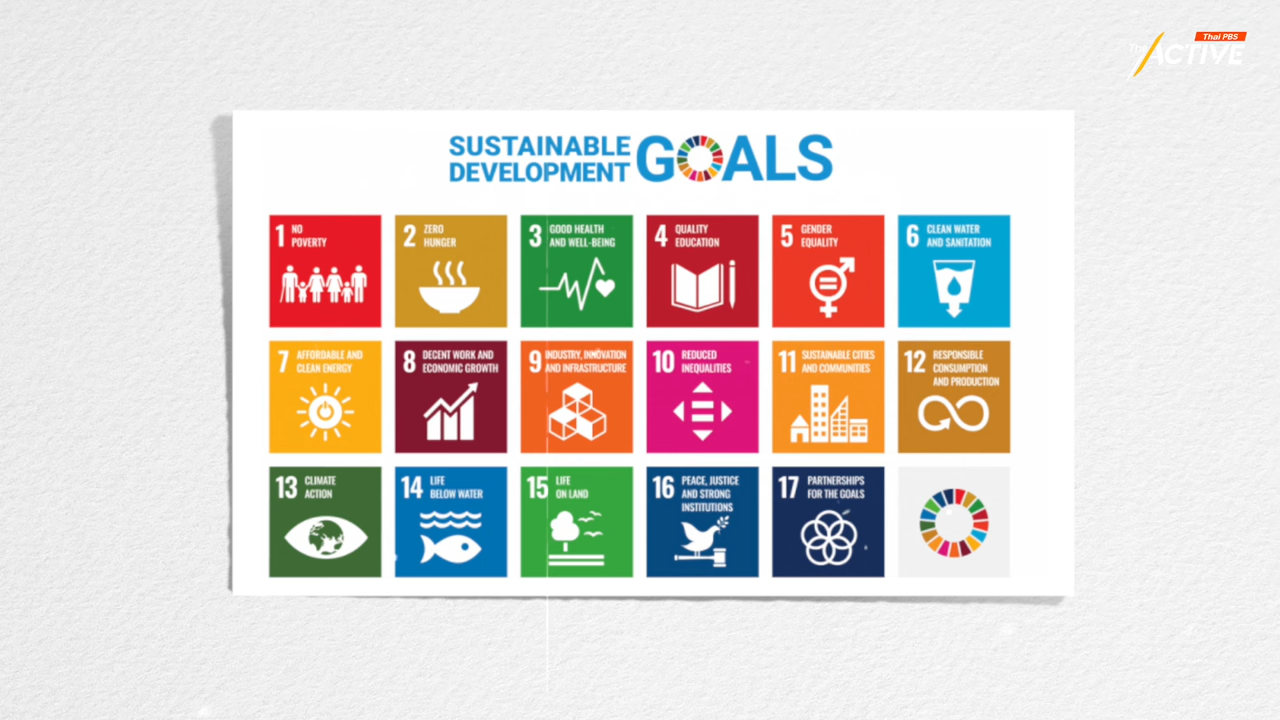 Thai PBS
The ACTIVE
SUSTAINABLE
DEVELOPMENT
GOALS
1 NO
POVERTY
2 ZERO
HUNGER
3 GOOD HEALTH
AND WELL-BEING
4 QUALITY
EDUCATION
5 GENDER
EQUALITY
6 CLEAN WATER
AND SANITATION
7 AFFORDABLE AND
CLEAN ENERGY
8 DECENT WORK AND
ECONOMIC GROWTH
9 INDUSTRY, INNOVATION
AND INFRASTRUCTURE
10 REDUCED
INEQUALITIES
11 SUSTAINABLE CITIES
AND COMMUNITIES
12 RESPONSIBLE
CONSUMPTION
AND PRODUCTION
13 CLIMATE
ACTION
14 LIFE
BELOW WATER
15 LIFE
ON LAND
16 PEACE, JUSTICE
AND STRONG
INSTITUTIONS
17 PARTNERSHIPS
FOR THE GOALS